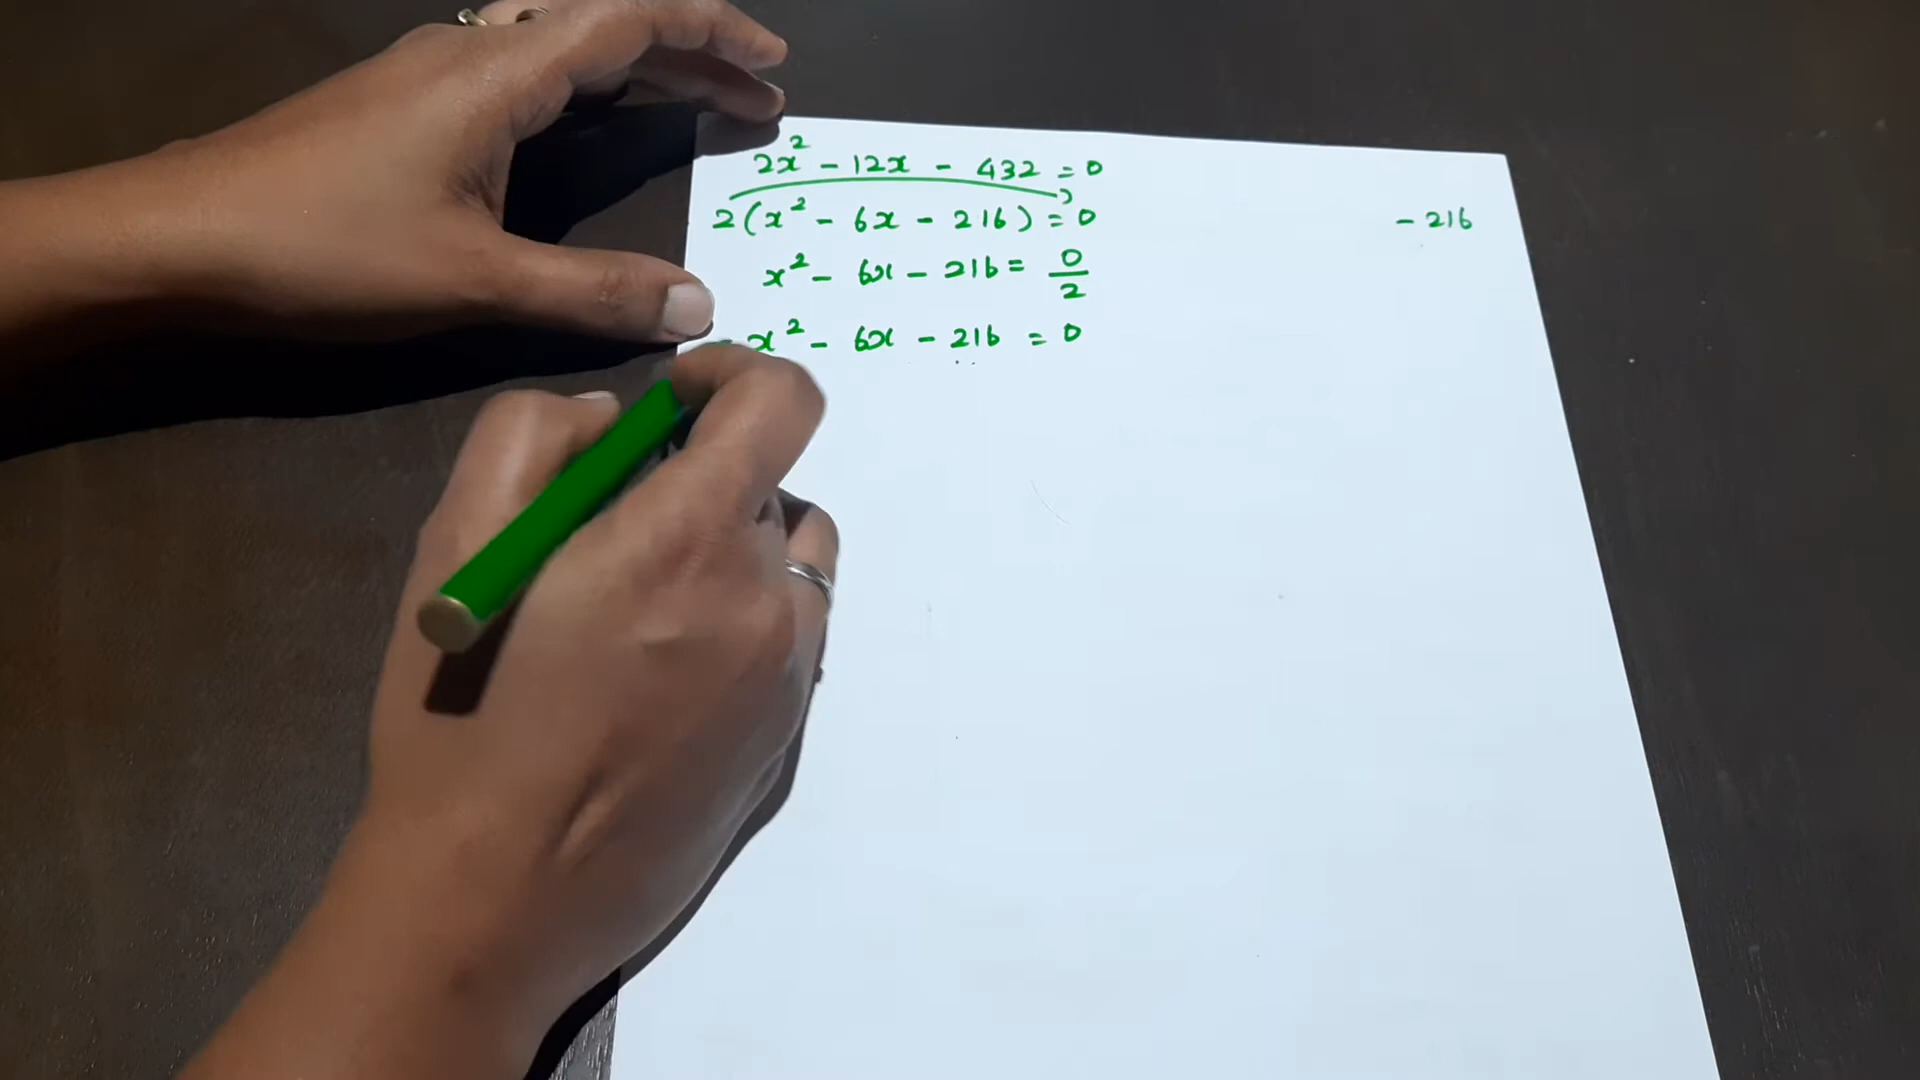 2x² - 12x - 432 = 0
2(x² - 6x - 216) = 0
- 216
x² - 6x - 216 = 0/2
x² - 6x - 216 = 0